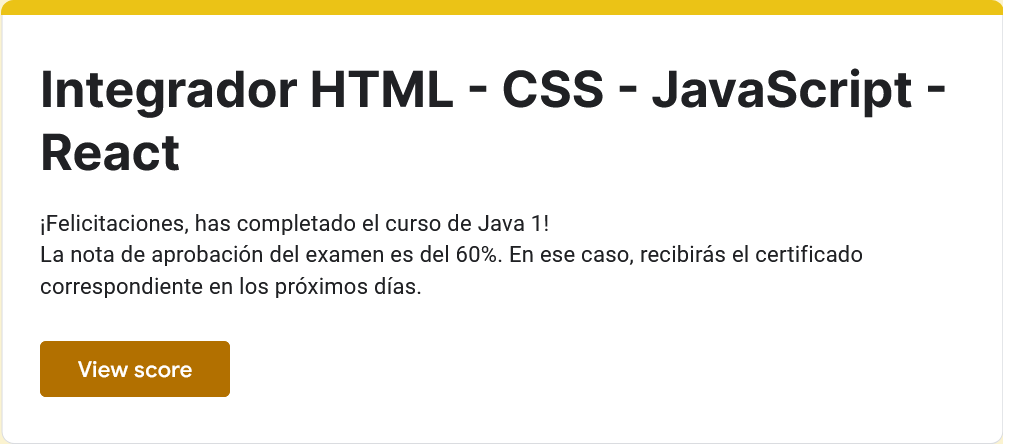 Integrador HTML - CSS - JavaScript -
React
¡Felicitaciones, has completado el curso de Java 1!
La nota de aprobación del examen es del 60%. En ese caso, recibirás el certificado
correspondiente en los próximos días.
View score